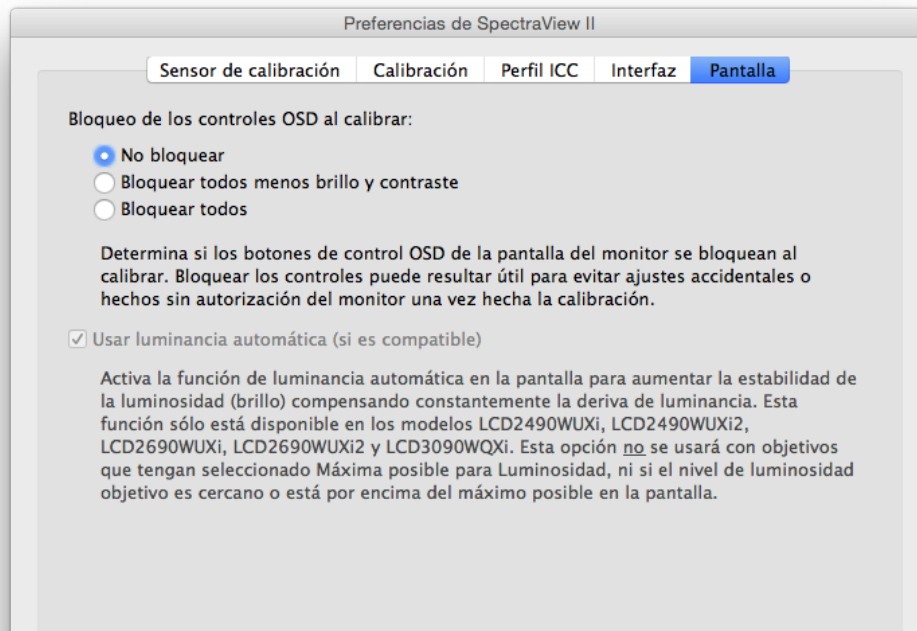 Preferencias de SpectraView II
Sensor de calibración Calibración Perfil ICC Interfaz Pantalla
Bloqueo de los controles OSD al calibrar:
No bloquear
Bloquear todos menos brillo y contraste
Bloquear todos
Determina si los botones de control OSD de la pantalla del monitor se bloquean al
calibrar. Bloquear los controles puede resultar útil para evitar ajustes accidentales o
hechos sin autorización del monitor una vez hecha la calibración.
Usar luminancia automática (si es compatible)
Activa la función de luminancia automática en la pantalla para aumentar la estabilidad de
la luminosidad (brillo) compensando constantemente la deriva de luminancia. Esta
función sólo está disponible en los modelos LCD2490WUXi, LCD2490WUXi2,
LCD2690WUXi, LCD2690WUXi2 y LCD3090WQXi. Esta opción no se usará con objetivos
que tengan seleccionado Máxima posible para Luminosidad, ni si el nivel de luminosidad
objetivo es cercano o está por encima del máximo posible en la pantalla.